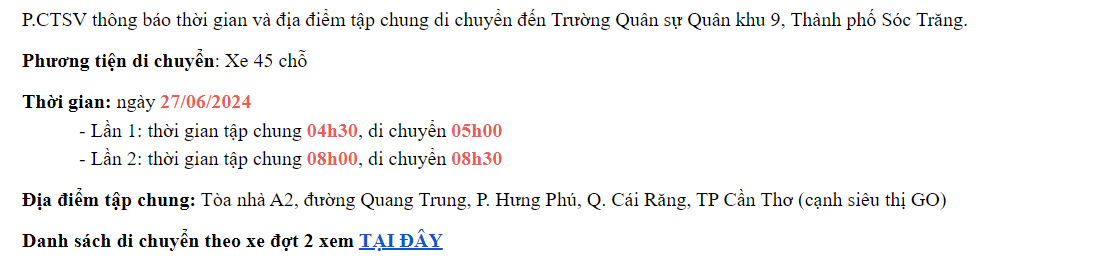 P.CTSV thông báo thời gian và địa điểm tập chung di chuyển đến Trường Quân sự Quân khu 9, Thành phố Sóc Trăng.
Phương tiện di chuyển: Xe 45 chỗ
Thời gian: ngày 27/06/2024
- Lần 1: thời gian tập chung 04h30, di chuyển 05h00
- Lần 2: thời gian tập chung 08h00, di chuyển 08h30
Địa điểm tập chung: Tòa nhà A2, đường Quang Trung, P. Hưng Phú, Q. Cái Răng, TP Cần Thơ (cạnh siêu thị GO)
Danh sách di chuyển theo xe đợt 2 xem TẠI ĐÂY